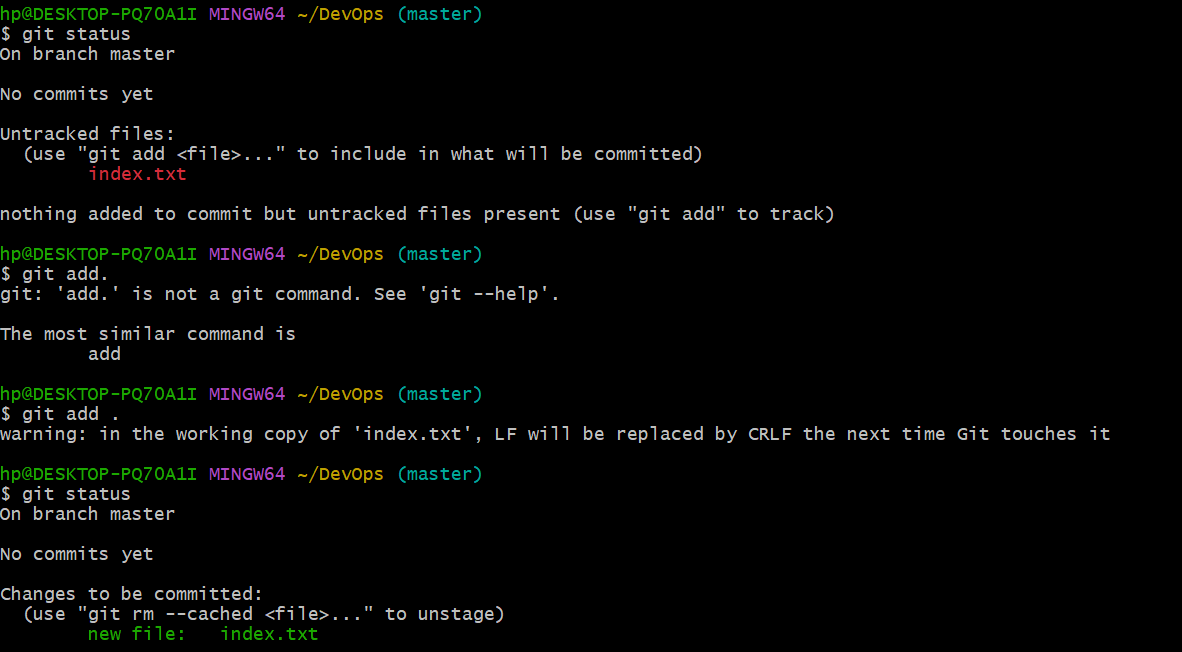 hp@DESKTOP-PQ70A1I MINGW64 ~/DevOps (master)
$ git status
On branch master
No commits yet
Untracked files:
  (use "git add <file>..." to include in what will be committed)
        index.txt
nothing added to commit but untracked files present (use "git add" to track)
hp@DESKTOP-PQ70A1I MINGW64 ~/DevOps (master)
$ git add.
git: 'add.' is not a git command. See 'git --help'.
The most similar command is
        add
hp@DESKTOP-PQ70A1I MINGW64 ~/DevOps (master)
$ git add .
warning: in the working copy of 'index.txt', LF will be replaced by CRLF the next time Git touches it
hp@DESKTOP-PQ70A1I MINGW64 ~/DevOps (master)
$ git status
On branch master
No commits yet
Changes to be committed:
  (use "git rm --cached <file>..." to unstage)
        new file:   index.txt